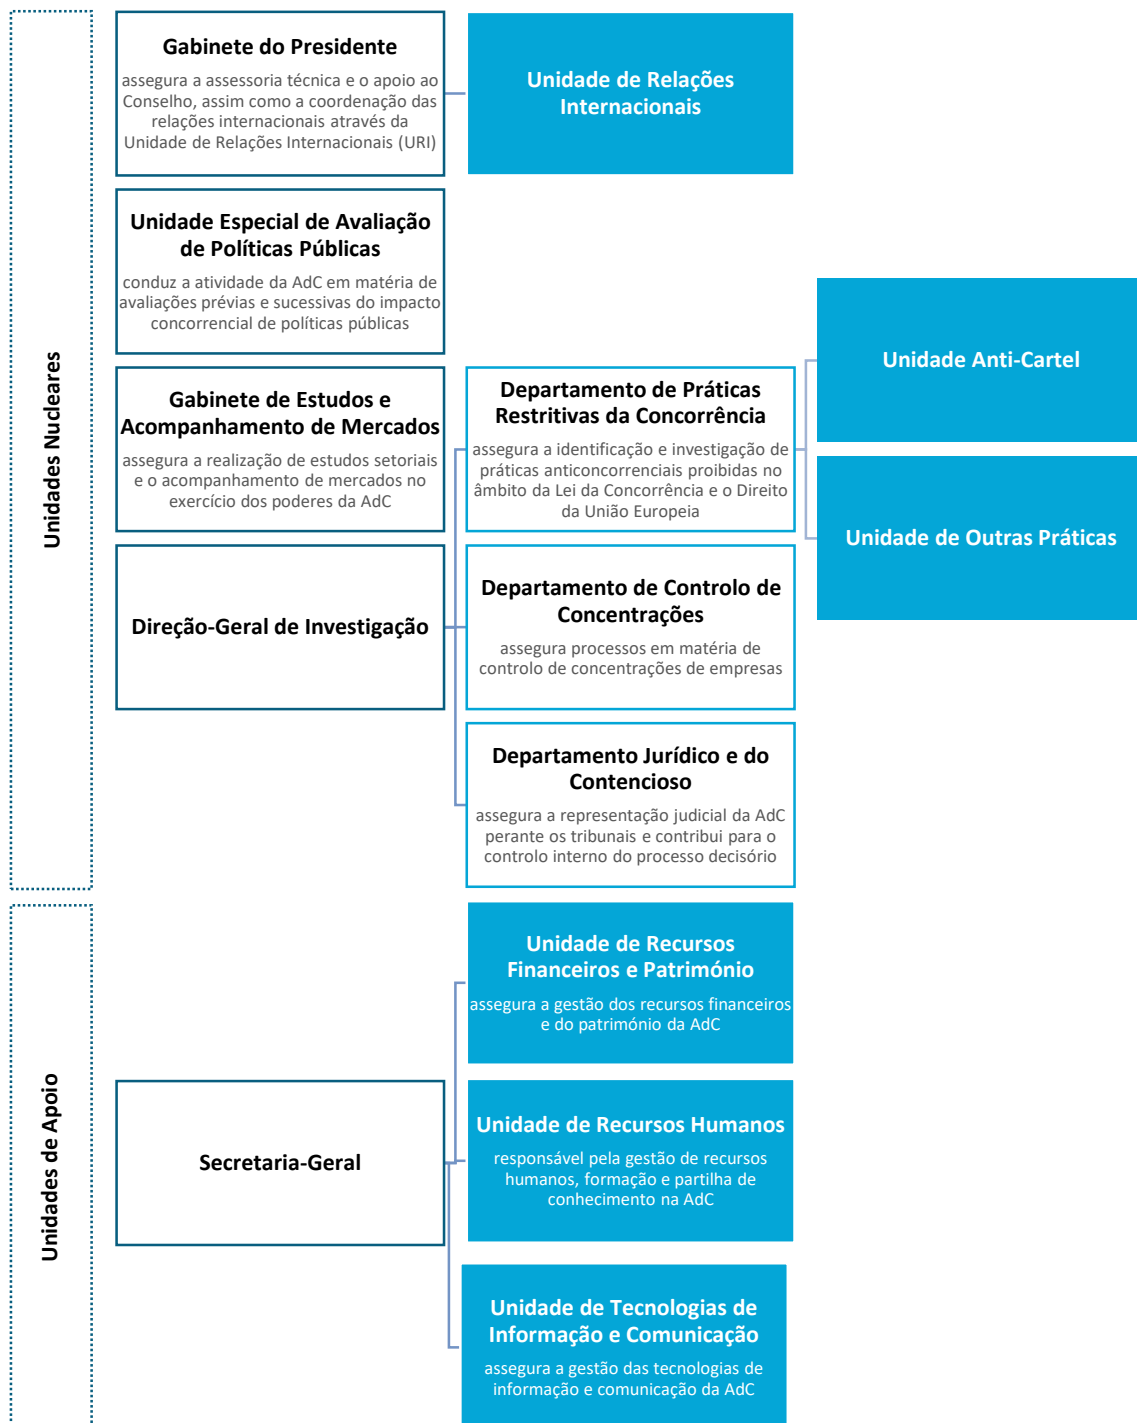 Unidades Nucleares
Gabinete do Presidente
assegura a assessoria técnica e o apoio ao
Conselho, assim como a coordenação das
relações internacionais através da
Unidade de Relações Internacionais (URI)
Unidade de Relações
Internacionais
Unidade Especial de Avaliação
de Políticas Públicas
conduz a atividade da AdC em matéria de
avaliações prévias e sucessivas do impacto
concorrencial de políticas públicas
Gabinete de Estudos e
Acompanhamento de Mercados
assegura a realização de estudos setoriais
e o acompanhamento de mercados no
exercício dos poderes da AdC
Direção-Geral de Investigação
Departamento de Práticas
Restritivas da Concorrência
assegura a identificação e investigação de
práticas anticoncorrenciais proibidas no
âmbito da Lei da Concorrência e o Direito
da União Europeia
Unidade Anti-Cartel
Unidade de Outras Práticas
Departamento de Controlo de
Concentrações
assegura processos em matéria de
controlo de concentrações de empresas
Departamento Jurídico e do
Contencioso
assegura a representação judicial da AdC
perante os tribunais e contribui para o
controlo interno do processo decisório
Unidades de Apoio
Secretaria-Geral
Unidade de Recursos
Financeiros e Património
assegura a gestão dos recursos financeiros
e do património da AdC
Unidade de Recursos Humanos
responsável pela gestão de recursos
humanos, formação e partilha de
conhecimento na AdC
Unidade de Tecnologias de
Informação e Comunicação
assegura a gestão das tecnologias de
informação e comunicação da AdC